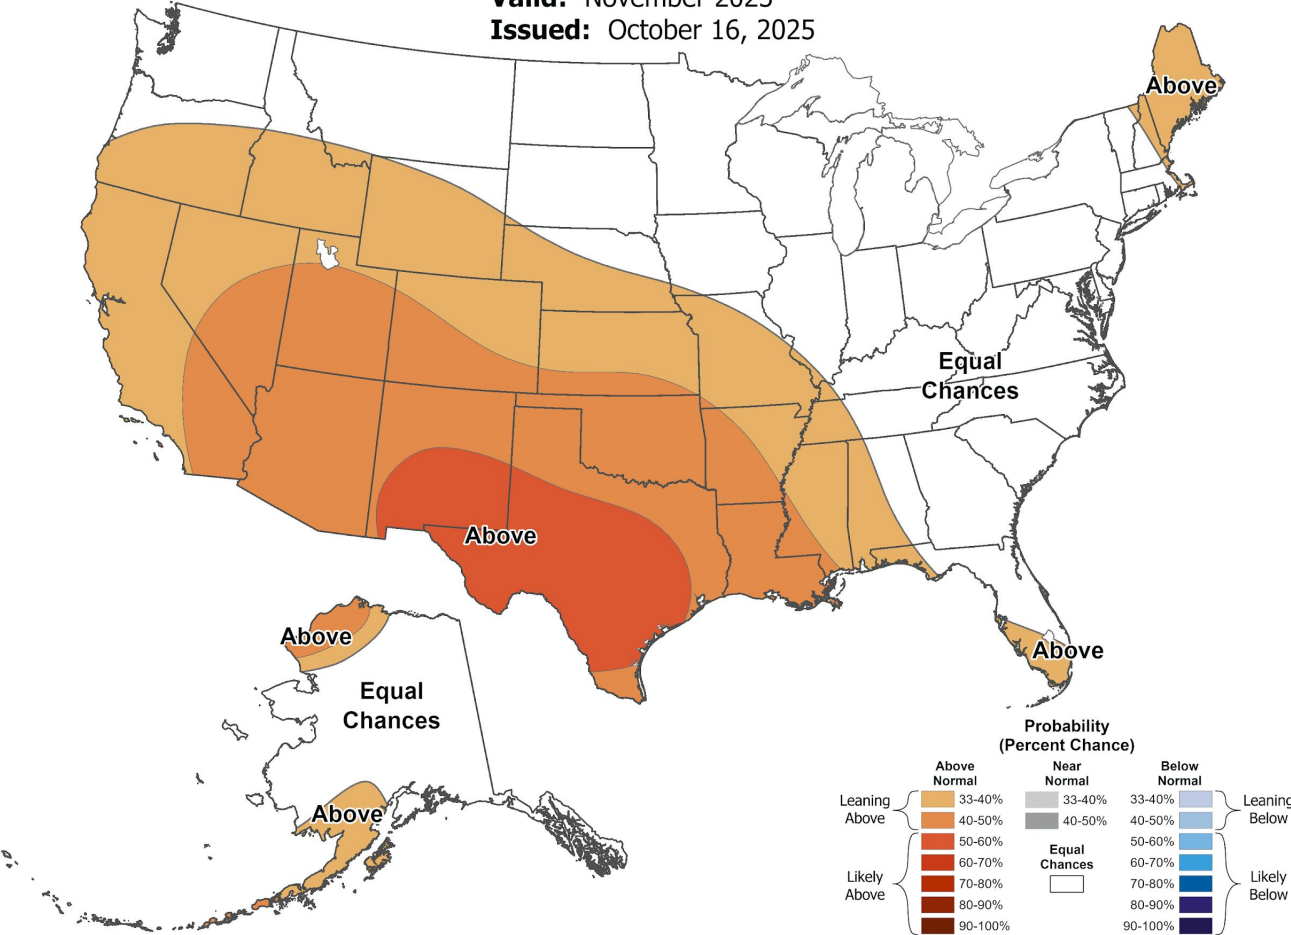 Valid: November 2025
Issued: October 16, 2025
Above
Equal
Chances
Above
Above
Above
Equal
Chances
Above
Probability
(Percent Chance)
Above
Normal
Near
Normal
Below
Normal
Leaning
Above
33-40%
40-50%
50-60%
60-70%
70-80%
80-90%
90-100%
Likely
Above
33-40%
40-50%
Equal
Chances
33-40%
40-50%
50-60%
60-70%
70-80%
80-90%
90-100%
Leaning
Below
Likely
Below